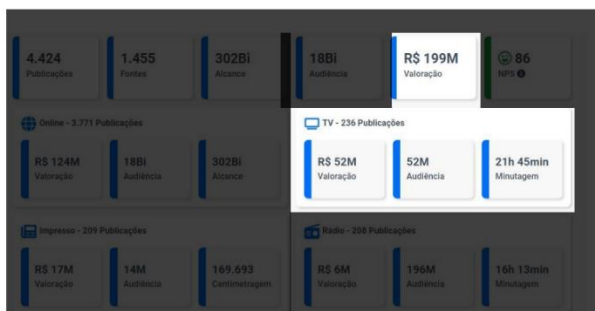 4.424
Publicações
1.455
Fontes
302Bi
Alcance
18Bi
Audiência
R$ 199M
Valoração
86
NPS
Online - 3.771 Publicações
R$ 124M
Valoração
18Bi
Audiência
302Bi
Alcance
TV - 236 Publicações
R$ 52M
Valoração
52M
Audiência
21h 45min
Minutagem
Impresso - 209 Publicações
R$ 17M
Valoração
14M
Audiência
169.693
Centimetragem
Rádio - 208 Publicações
R$ 6M
Valoração
196M
Audiência
16h 13min
Minutagem